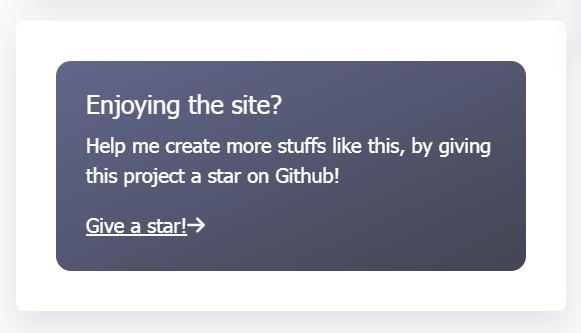 Enjoying the site?
Help me create more stuffs like this, by giving
this project a star on Github!
Give a star!→